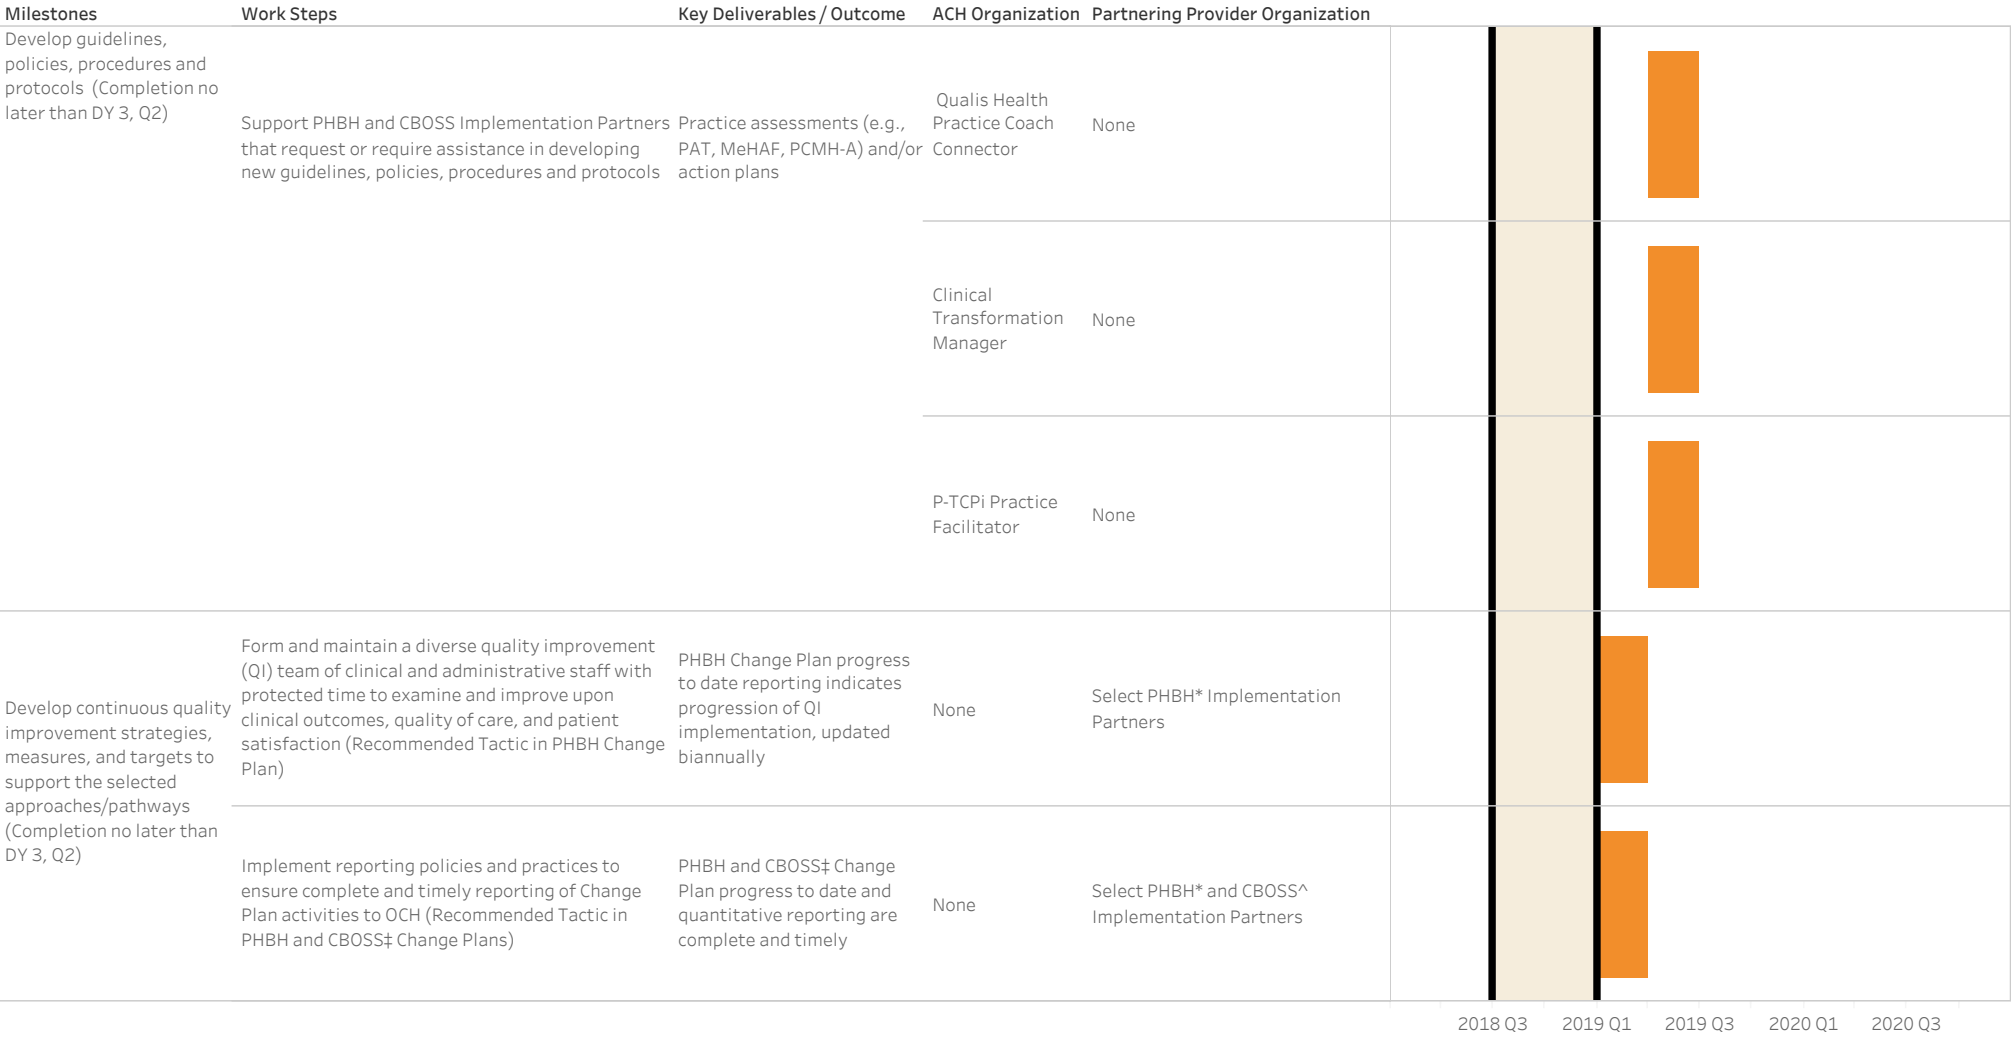 Milestones
Work Steps
Key Deliverables / Outcome
ACH Organization
Partnering Provider Organization
Develop guidelines,
policies, procedures and
protocols (Completion no
later than DY 3, Q2)
Support PHBH and CBOSS Implementation Partners
that request or require assistance in developing
new guidelines, policies, procedures and protocols
Practice assessments (e.g.,
PAT, MeHAF, PCMH-A) and/or
action plans
Qualis Health
Practice Coach
Connector
None
Clinical
Transformation
Manager
None
P-TCPi Practice
Facilitator
None
Develop continuous quality
improvement strategies,
measures, and targets to
support the selected
approaches/pathways
(Completion no later than
DY 3, Q2)
Form and maintain a diverse quality improvement
(QI) team of clinical and administrative staff with
protected time to examine and improve upon
clinical outcomes, quality of care, and patient
satisfaction (Recommended Tactic in PHBH Change
Plan)
PHBH Change Plan progress
to date reporting indicates
progression of QI
implementation, updated
biannually
None
Select PHBH* Implementation
Partners
Implement reporting policies and practices to
ensure complete and timely reporting of Change
Plan activities to OCH (Recommended Tactic in
PHBH and CBOSS‡ Change Plans)
PHBH and CBOSS‡ Change
Plan progress to date and
quantitative reporting are
complete and timely
None
Select PHBH* and CBOSS^
Implementation Partners
2018 Q3
2019 Q1
2019 Q3
2020 Q1
2020 Q3